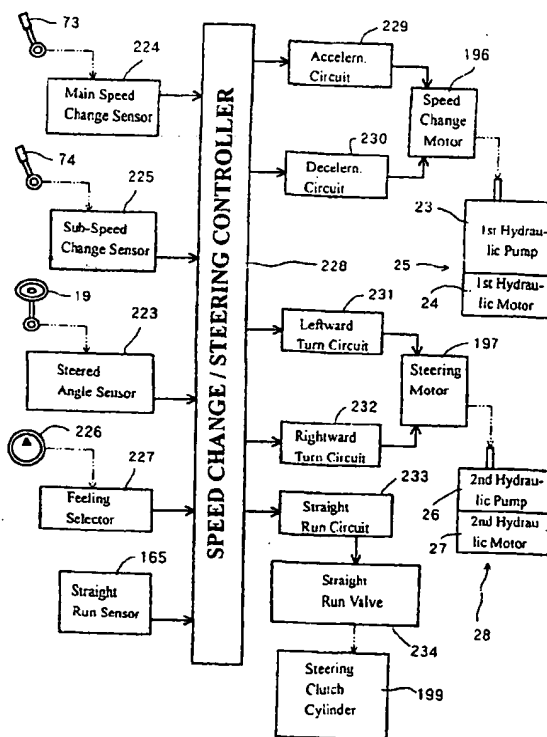 73
224
Main Speed
Change Sensor
74
225
Sub-Speed
Change Sensor
19
223
Steered
Angle Sensor
226
227
Feeling
Selector
165
Straight
Run Sensor
SPEED CHANGE / STEERING CONTROLLER
228
229
Accelern.
Circuit
196
Speed
Change
Motor
230
Decelern.
Circuit
23
1st Hydrau-
lic Pump
25
24
1st Hydrau-
lic Motor
231
Leftward
Turn Circuit
197
Steering
Motor
232
Rightward
Turn Circuit
233
Straight
Run Circuit
26
2nd Hydrau-
lic Pump
27
2nd Hydrau
lic Motor
28
Straight
Run Valve
234
Steering
Clutch
Cylinder
199